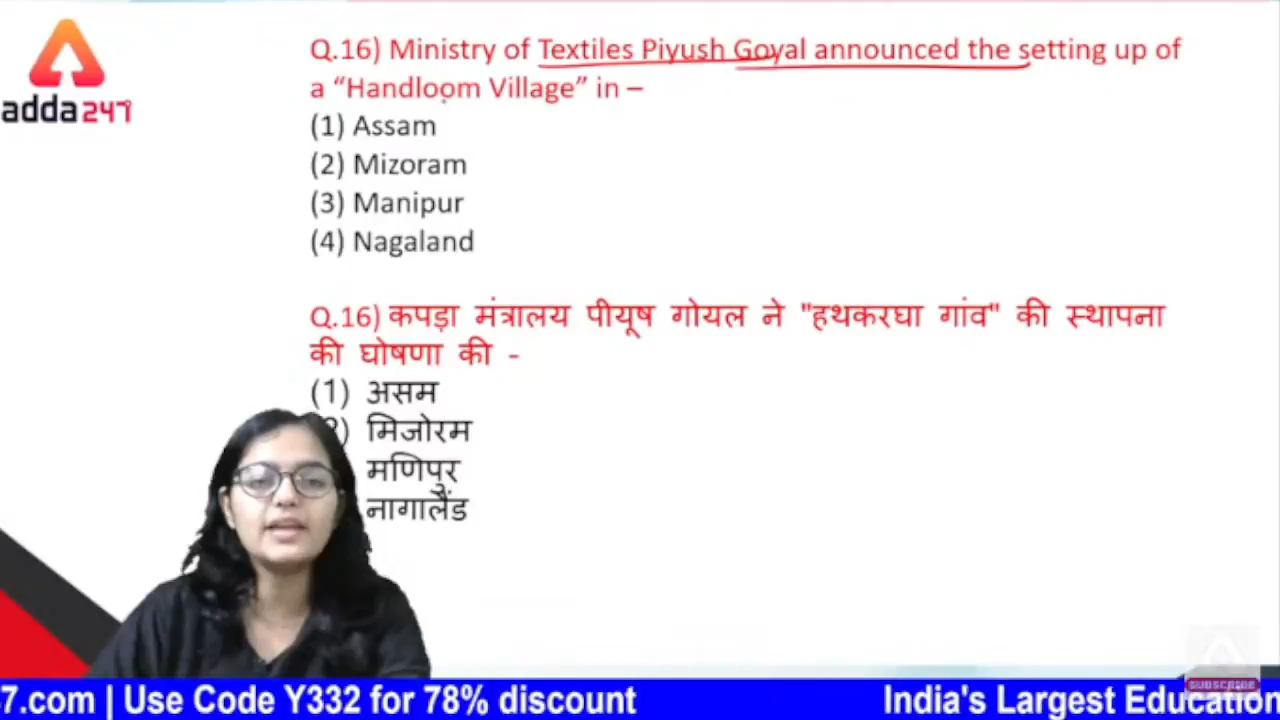 adda247
Q.16) Ministry of Textiles Piyush Goyal announced the setting up of
a “Handloom Village” in –
(1) Assam
(2) Mizoram
(3) Manipur
(4) Nagaland
Q.16) कपड़ा मंत्रालय पीयूष गोयल ने "हथकरघा गांव" की स्थापना
की घोषणा की -
(1) असम
मिजोरम
मणिपुर
नागालैंड
SUBSCRIBE
7.com | Use Code Y332 for 78% discount
India's Largest Education